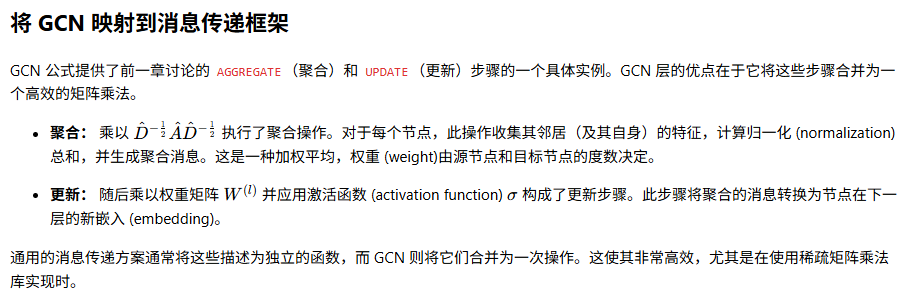 将 GCN 映射到消息传递框架
GCN 公式提供了前一章讨论的 AGGREGATE（聚合）和 UPDATE（更新）步骤的一个具体实例。GCN 层的优点在于它将这些步骤合并为一
个高效的矩阵乘法。
• 聚合： 乘以 $\hat{D}^{-\frac{1}{2}}\hat{A}\hat{D}^{-\frac{1}{2}}$ 执行了聚合操作。对于每个节点，此操作收集其邻居（及其自身）的特征，计算归一化 (normalization)
总和，并生成聚合消息。这是一种加权平均，权重 (weight)由源节点和目标节点的度数决定。
• 更新： 随后乘以权重矩阵 $W^{(l)}$ 并应用激活函数 (activation function) $\sigma$ 构成了更新步骤。此步骤将聚合的消息转换为节点在下一
层的新嵌入 (embedding)。
通用的消息传递方案通常将这些描述为独立的函数，而 GCN 则将它们合并为一次操作。这使其非常高效，尤其是在使用稀疏矩阵乘法
库实现时。